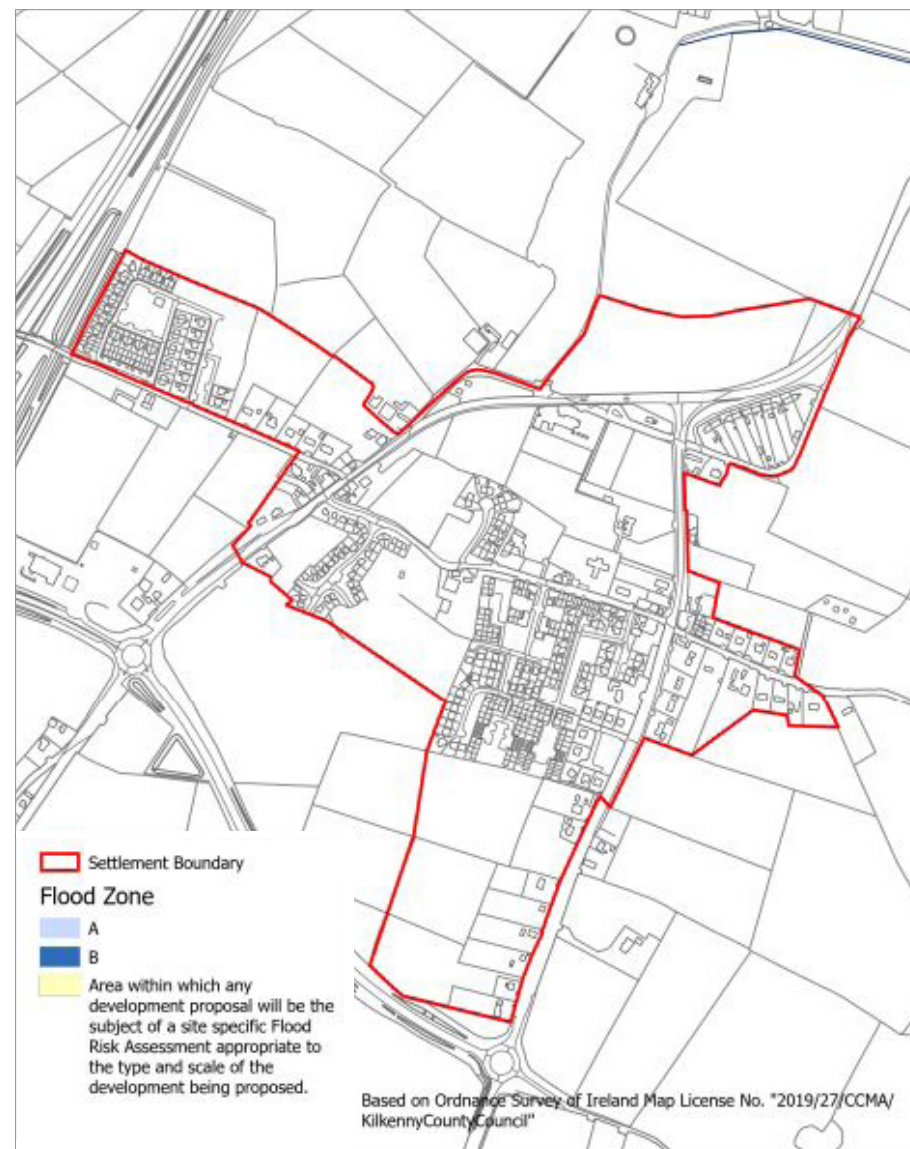 Settlement Boundary
Flood Zone
A
B
Area within which any
development proposal will be the
subject of a site specific Flood
Risk Assessment appropriate to
the type and scale of the
development being proposed.
Based on Ordnance Survey of Ireland Map License No. "2019/27/CCMA/
KilkennyCountyCouncil"